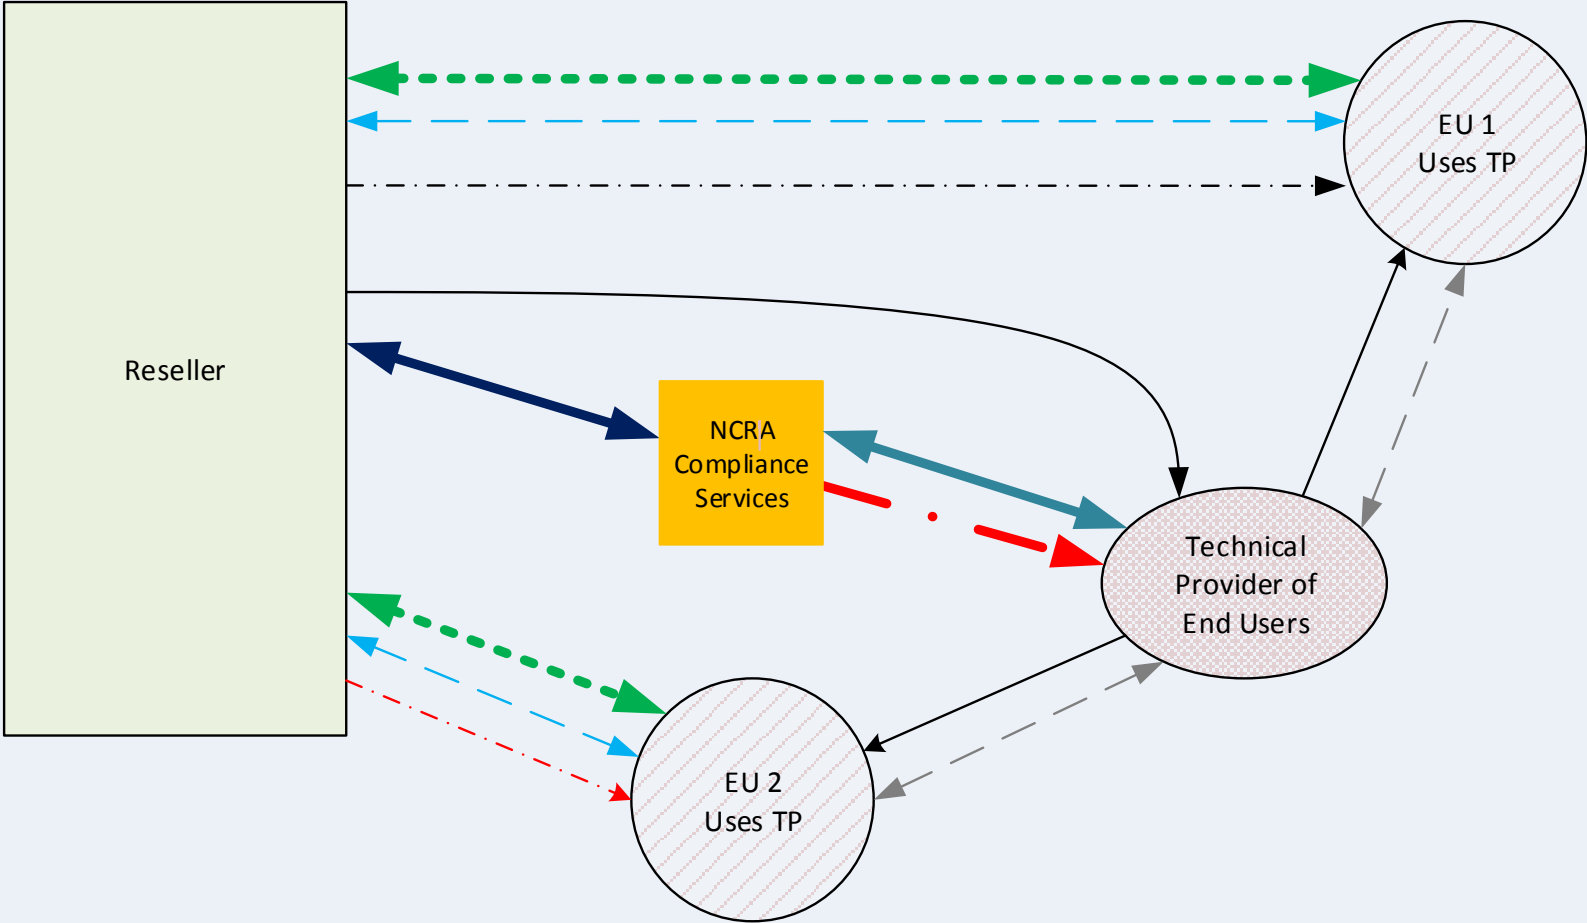 EU 1
Uses TP
Reseller
NCRA
Compliance
Services
Technical
Provider of
End Users
EU 2
Uses TP